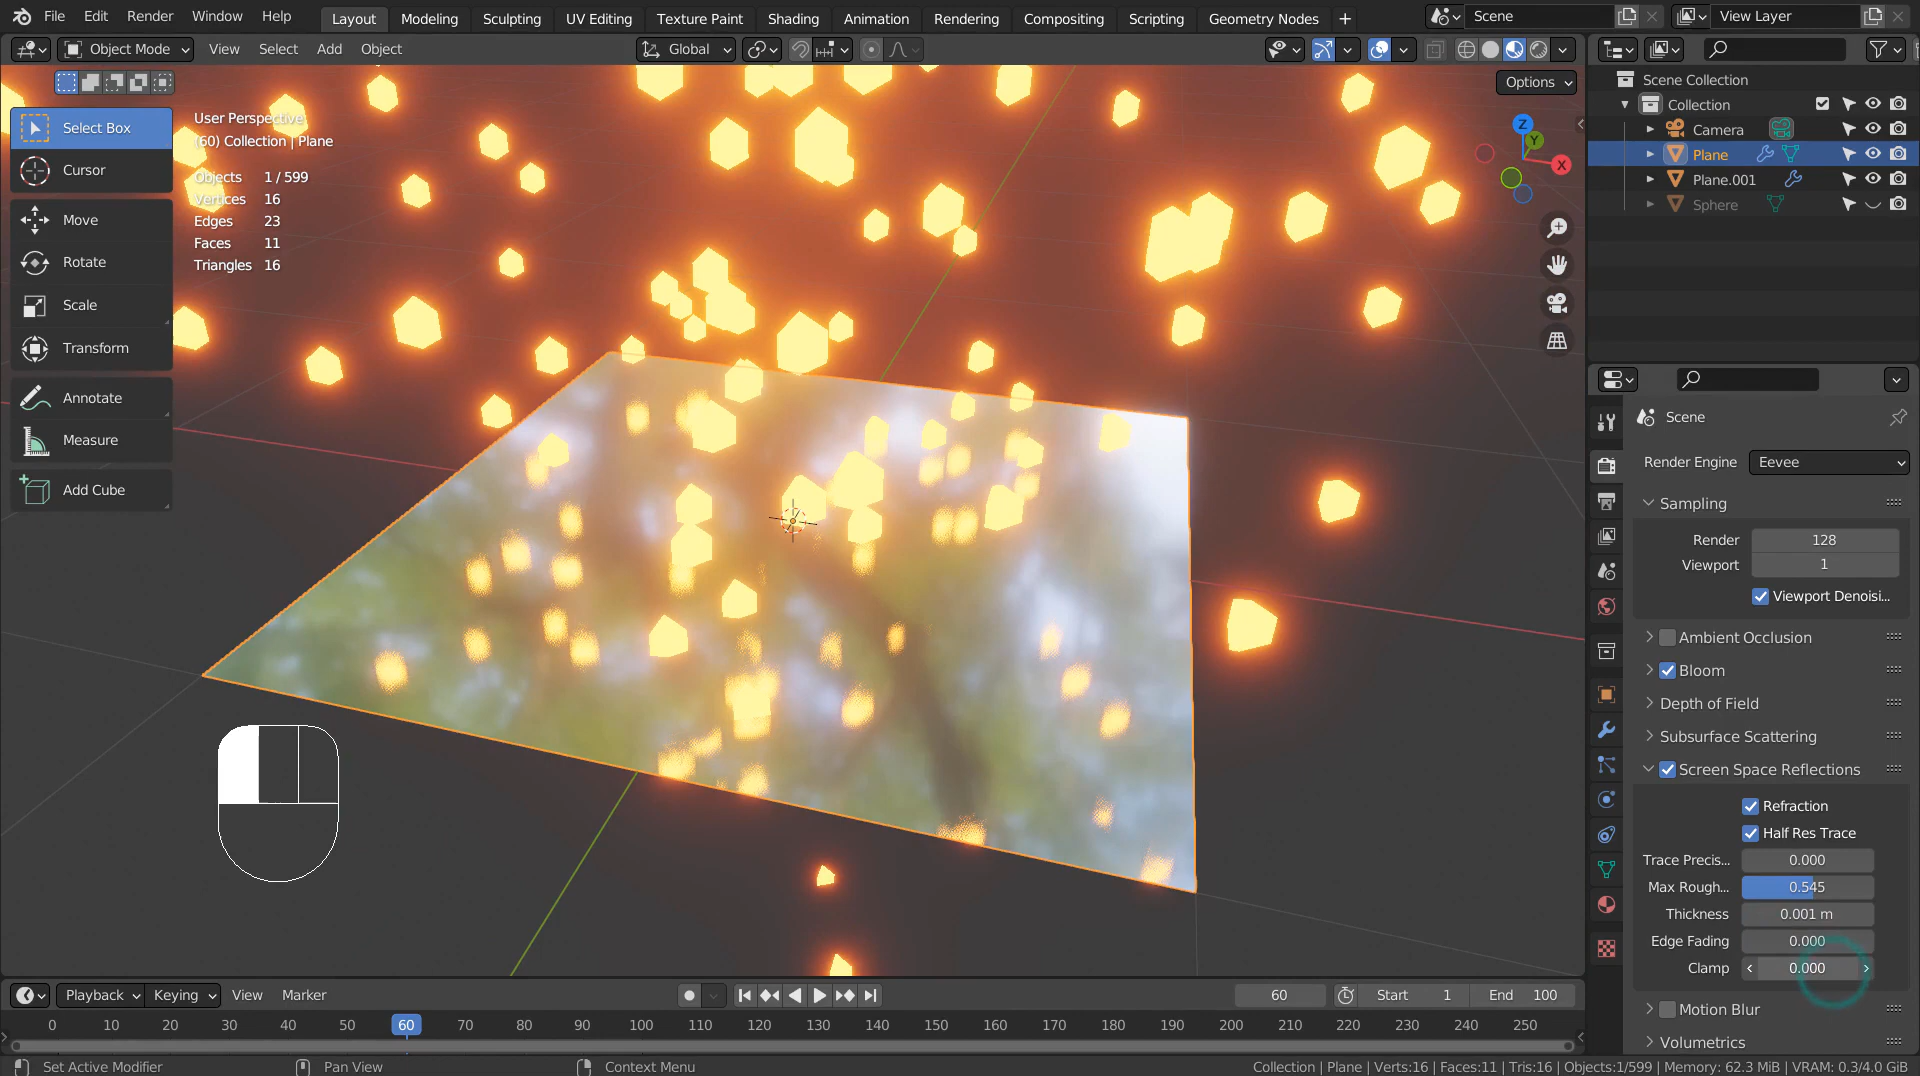 File Edit Render Window Help Layout Modeling Sculpting UV Editing Texture Paint Shading Animation Rendering Compositing Scripting Geometry Nodes + Scene View Layer
Object Mode View Select Add Object Global
Options
Select Box
Cursor
Move
Rotate
Scale
Transform
Annotate
Measure
Add Cube
User Perspective
(60) Collection | Plane
Objects 1 / 599
Vertices 16
Edges 23
Faces 11
Triangles 16
Z
Y
X
Scene Collection
Collection
Camera
Plane
Plane.001
Sphere
Scene
Render Engine Eevee
Sampling
Render 128
Viewport 1
Viewport Denoisi...
Ambient Occlusion
Bloom
Depth of Field
Subsurface Scattering
Screen Space Reflections
Refraction
Half Res Trace
Trace Precis... 0.000
Max Rough... 0.545
Thickness 0.001 m
Edge Fading 0.000
Clamp 0.000
Motion Blur
Volumetrics
Playback Keying View Marker 60 Start 1 End 100
0 10 20 30 40 50 60 70 80 90 100 110 120 130 140 150 160 170 180 190 200 210 220 230 240 250
Set Active Modifier Pan View Context Menu Collection | Plane | Verts:16 | Faces:11 | Tris:16 | Objects:1/599 | Memory: 62.3 MiB | VRAM: 0.3/4.0 GiB